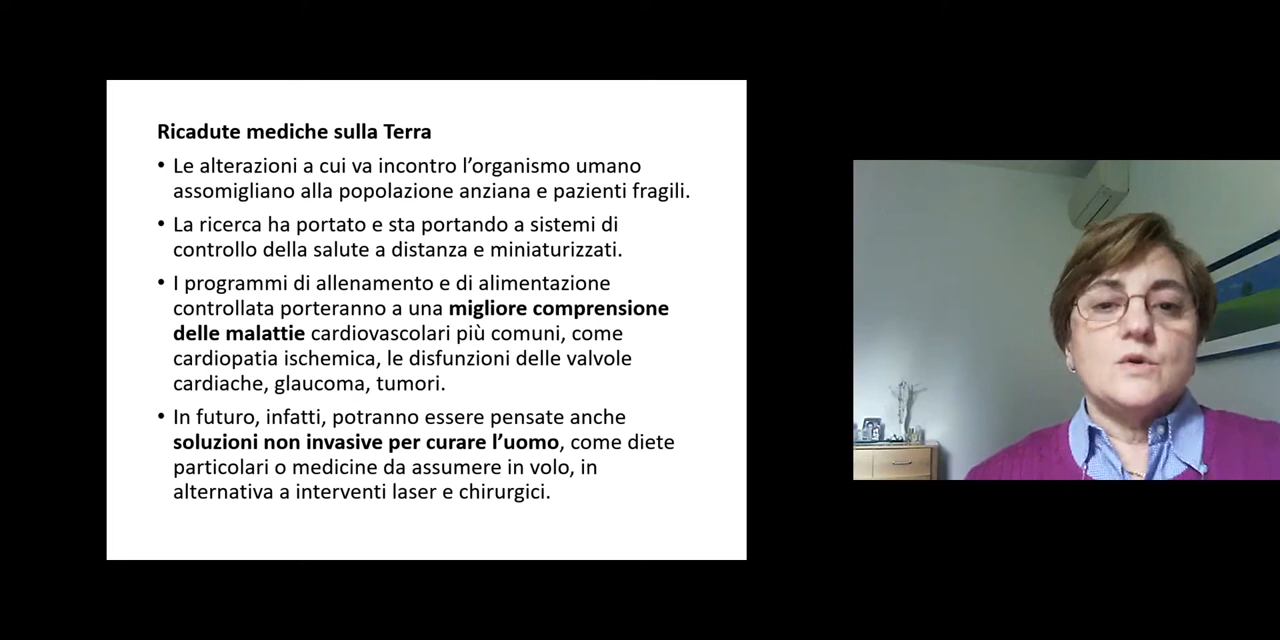 Ricadute mediche sulla Terra
• Le alterazioni a cui va incontro l’organismo umano
assomigliano alla popolazione anziana e pazienti fragili.
• La ricerca ha portato e sta portando a sistemi di
controllo della salute a distanza e miniaturizzati.
• I programmi di allenamento e di alimentazione
controllata porteranno a una migliore comprensione
delle malattie cardiovascolari più comuni, come
cardiopatia ischemica, le disfunzioni delle valvole
cardiache, glaucoma, tumori.
• In futuro, infatti, potranno essere pensate anche
soluzioni non invasive per curare l’uomo, come diete
particolari o medicine da assumere in volo, in
alternativa a interventi laser e chirurgici.